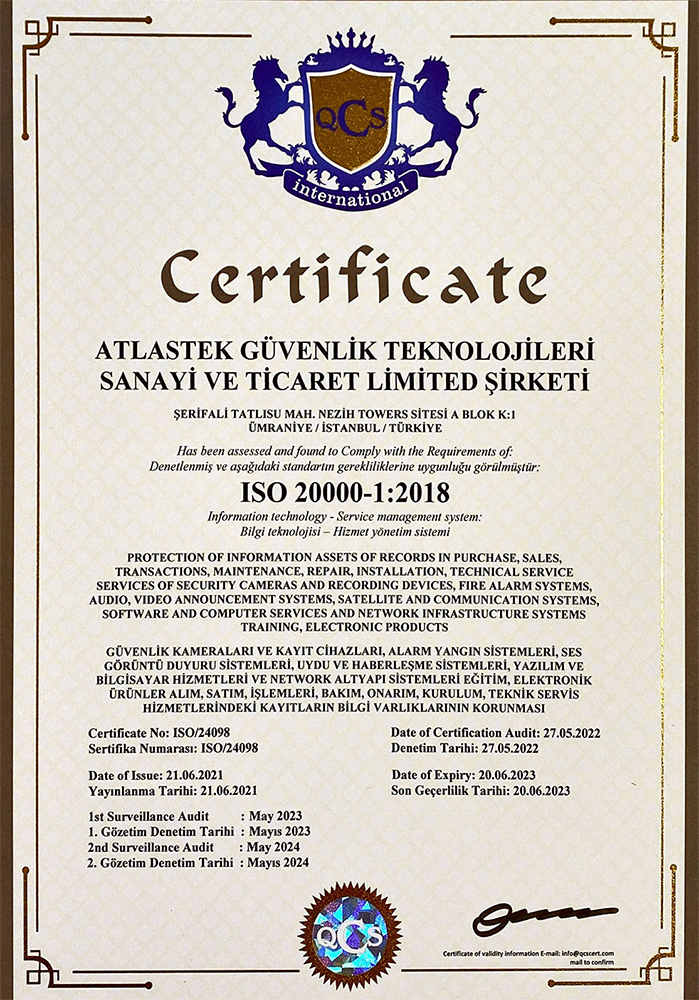 QCS
international
Certificate
ATLASTEK GÜVENLİK TEKNOLOJİLERİ
SANAYİ VE TİCARET LİMİTED ŞİRKETİ
ŞERİFALİ TATLISU MAH. NEZİH TOWERS SİTESİ A BLOK K:1
ÜMRANİYE / İSTANBUL / TÜRKİYE
Has been assessed and found to Comply with the Requirements of:
Denetlenmiş ve aşağıdaki standartın gerekliliklerine uygunluğu görülmüştür:
ISO 20000-1:2018
Information technology - Service management system:
Bilgi teknolojisi – Hizmet yönetim sistemi
PROTECTION OF INFORMATION ASSETS OF RECORDS IN PURCHASE, SALES,
TRANSACTIONS, MAINTENANCE, REPAIR, INSTALLATION, TECHNICAL SERVICE
SERVICES OF SECURITY CAMERAS AND RECORDING DEVICES, FIRE ALARM SYSTEMS,
AUDIO, VIDEO ANNOUNCEMENT SYSTEMS, SATELLITE AND COMMUNICATION SYSTEMS,
SOFTWARE AND COMPUTER SERVICES AND NETWORK INFRASTRUCTURE SYSTEMS
TRAINING, ELECTRONIC PRODUCTS
GÜVENLİK KAMERALARI VE KAYIT CİHAZLARI, ALARM YANGIN SİSTEMLERİ, SES
GÖRÜNTÜ DUYURU SİSTEMLERİ, UYDU VE HABERLEŞME SİSTEMLERİ, YAZILIM VE
BİLGİSAYAR HİZMETLERİ VE NETWORK ALTYAPI SİSTEMLERİ EĞİTİM, ELEKTRONİK
ÜRÜNLER ALIM, SATIM, İŞLEMLERİ, BAKIM, ONARIM, KURULUM, TEKNİK SERVİS
HİZMETLERİNDEKİ KAYITLARIN BİLGİ VARLIKLARININ KORUNMASI
Certificate No: ISO/24098
Sertifika Numarası: ISO/24098
Date of Certification Audit: 27.05.2022
Denetim Tarihi: 27.05.2022
Date of Issue: 21.06.2021
Yayınlanma Tarihi: 21.06.2021
Date of Expiry: 20.06.2023
Son Geçerlilik Tarihi: 20.06.2023
1st Surveillance Audit : May 2023
1. Gözetim Denetim Tarihi : Mayıs 2023
2nd Surveillance Audit : May 2024
2. Gözetim Denetim Tarihi : Mayıs 2024
QCS
Certificate of validity information E-mail: info@qcscert.com
mail to confirm